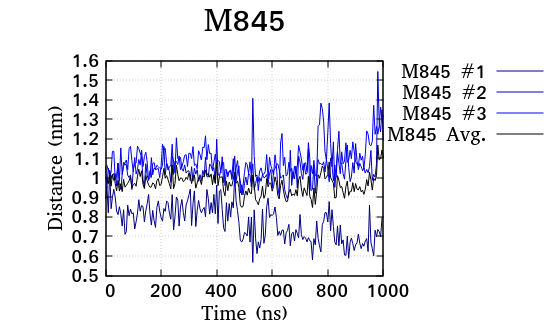 M845
1.6
1.5
1.4
1.3
1.2
1.1
1
0.9
0.8
0.7
0.6
0.5
Distance (nm)
0 200 400 600 800 1000
Time (ns)
M845 #1
M845 #2
M845 #3
M845 Avg.